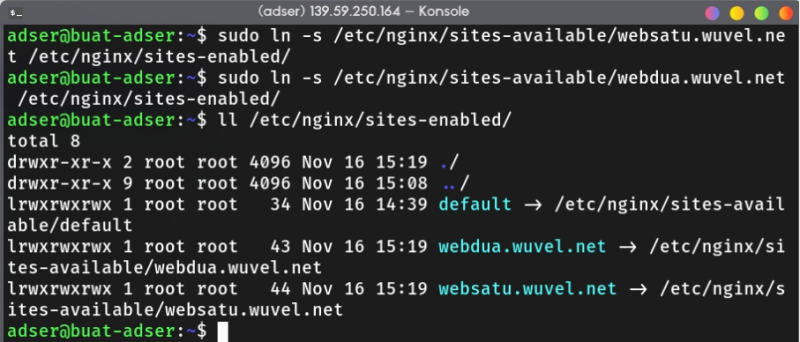 (adser) 139.59.250.164 — Konsole
adser@buat-adser:~$ sudo ln -s /etc/nginx/sites-available/websatu.wuvel.ne
t /etc/nginx/sites-enabled/
adser@buat-adser:~$ sudo ln -s /etc/nginx/sites-available/webdua.wuvel.net
 /etc/nginx/sites-enabled/
adser@buat-adser:~$ ll /etc/nginx/sites-enabled/
total 8
drwxr-xr-x 2 root root 4096 Nov 16 15:19 ./
drwxr-xr-x 9 root root 4096 Nov 16 15:08 ../
lrwxrwxrwx 1 root root   34 Nov 16 14:39 default -> /etc/nginx/sites-avail
able/default
lrwxrwxrwx 1 root root   43 Nov 16 15:19 webdua.wuvel.net -> /etc/nginx/si
tes-available/webdua.wuvel.net
lrwxrwxrwx 1 root root   44 Nov 16 15:19 websatu.wuvel.net -> /etc/nginx/s
ites-available/websatu.wuvel.net
adser@buat-adser:~$